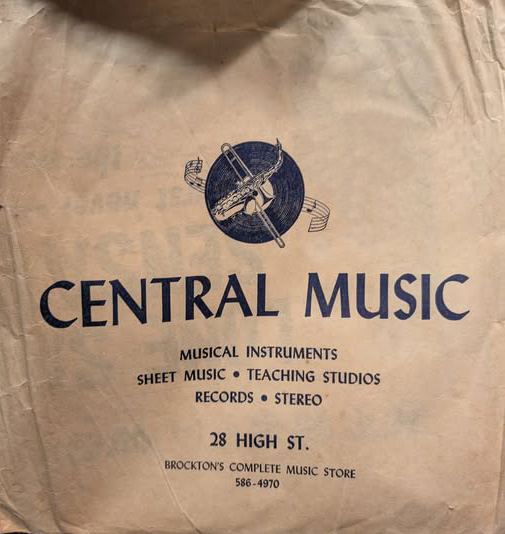 CENTRAL MUSIC
MUSICAL INSTRUMENTS
SHEET MUSIC • TEACHING STUDIOS
RECORDS • STEREO
28 HIGH ST.
BROCKTON'S COMPLETE MUSIC STORE
586-4970